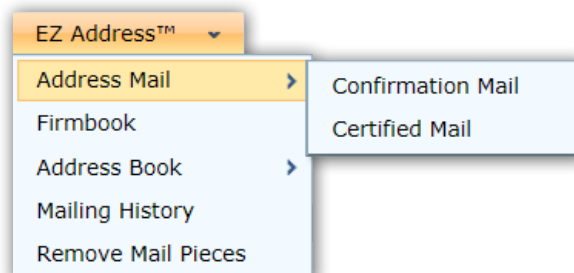 EZ Address™
Address Mail
Confirmation Mail
Certified Mail
Firmbook
Address Book
Mailing History
Remove Mail Pieces